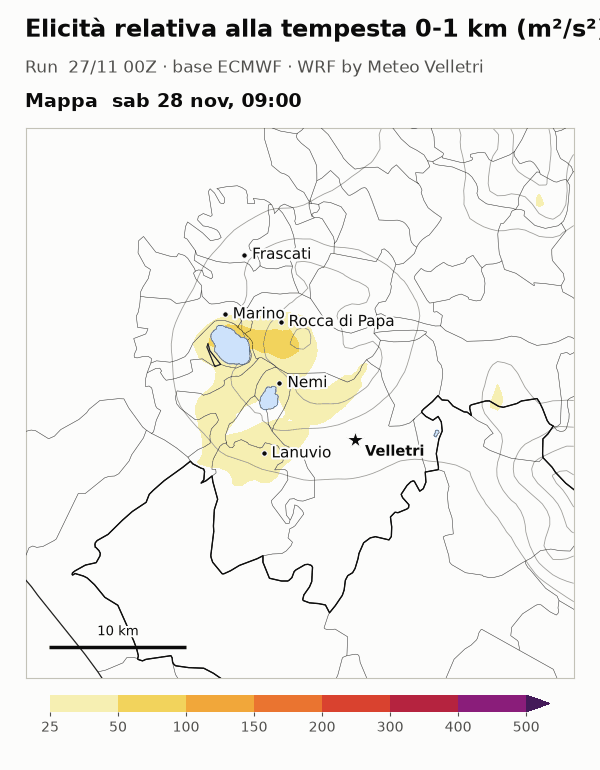 Elicità relativa alla tempesta 0-1 km (m²/s²)
Run  27/11 00Z · base ECMWF · WRF by Meteo Velletri
Mappa  sab 28 nov, 09:00
Frascati
Marino
Rocca di Papa
Nemi
Velletri
Lanuvio
10 km
25 50 100 150 200 300 400 500